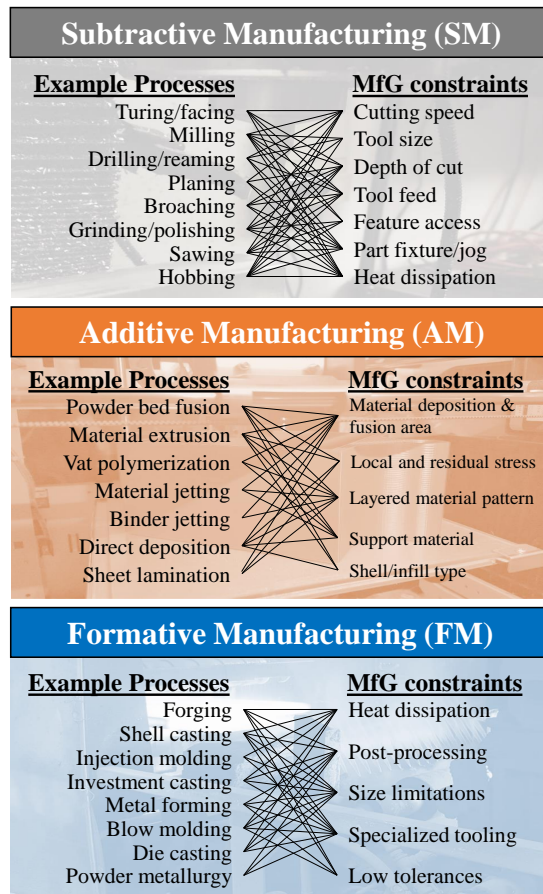 Subtractive Manufacturing (SM)
Example Processes
Turing/facing
Milling
Drilling/reaming
Planing
Broaching
Grinding/polishing
Sawing
Hobbing
MfG constraints
Cutting speed
Tool size
Depth of cut
Tool feed
Feature access
Part fixture/jog
Heat dissipation
Additive Manufacturing (AM)
Example Processes
Powder bed fusion
Material extrusion
Vat polymerization
Material jetting
Binder jetting
Direct deposition
Sheet lamination
MfG constraints
Material deposition &
fusion area
Local and residual stress
Layered material pattern
Support material
Shell/infill type
Formative Manufacturing (FM)
Example Processes
Forging
Shell casting
Injection molding
Investment casting
Metal forming
Blow molding
Die casting
Powder metallurgy
MfG constraints
Heat dissipation
Post-processing
Size limitations
Specialized tooling
Low tolerances